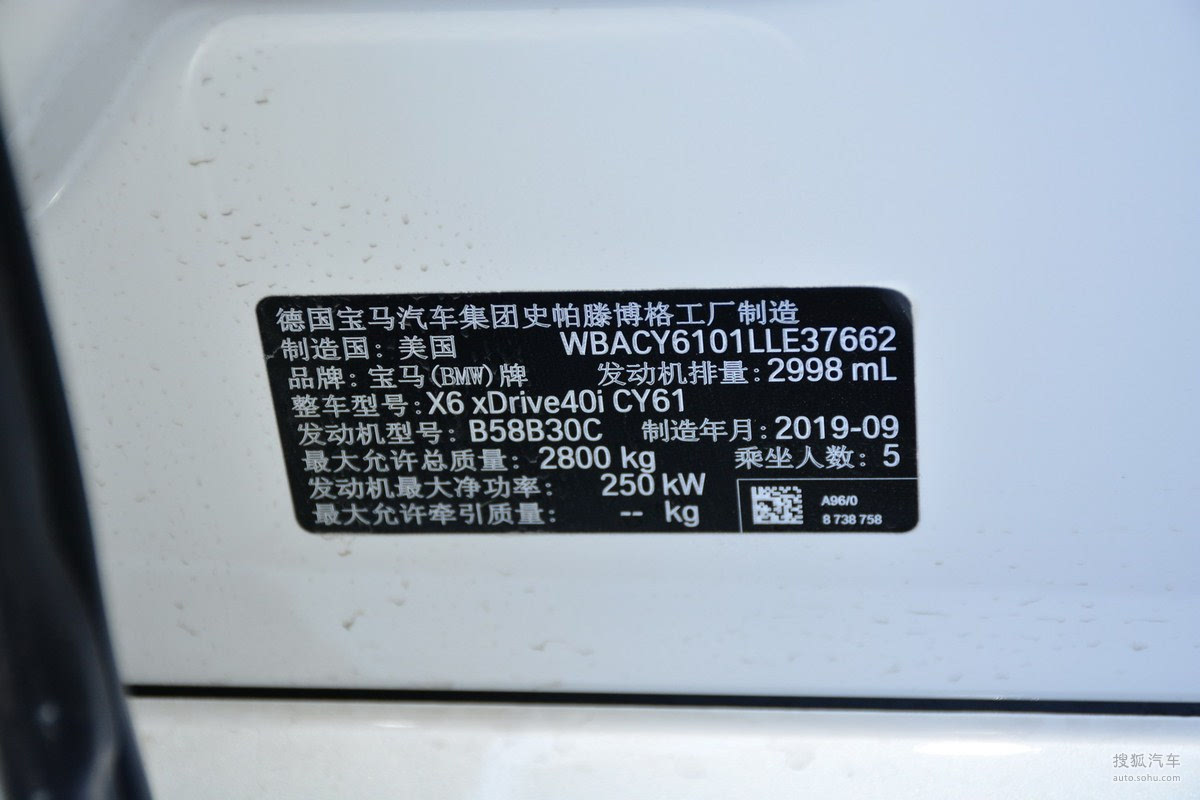 德国宝马汽车集团史帕滕博格工厂制造
制造国：美国 WBACY6101LLE37662
品牌：宝马(BMW)牌 发动机排量：2998 mL
整车型号：X6 xDrive40i CY61
发动机型号：B58B30C 制造年月：2019-09
最大允许总质量：2800 kg 乘坐人数：5
发动机最大净功率：250 kW
最大允许牵引质量：-- kg
A96/0
8 738 758
搜狐汽车
auto.sohu.com